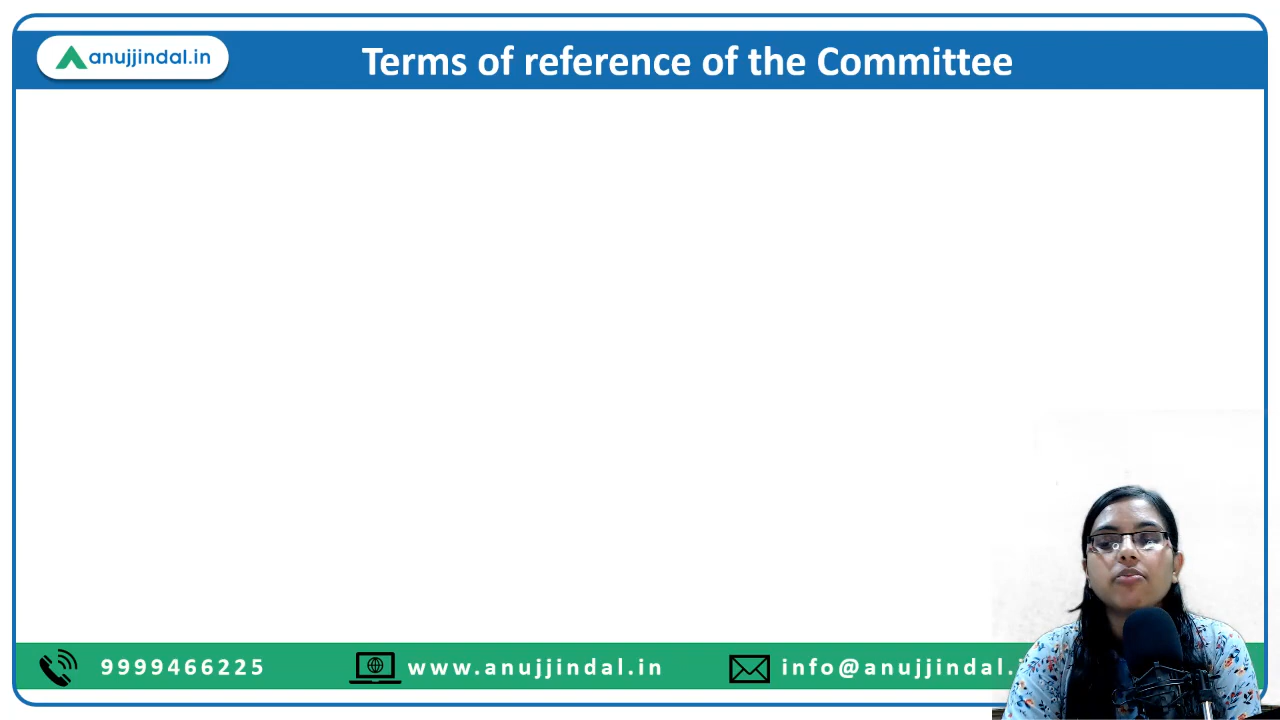 anujjindal.in
Terms of reference of the Committee
9999466225
www.anujjindal.in
info@anujjindal.